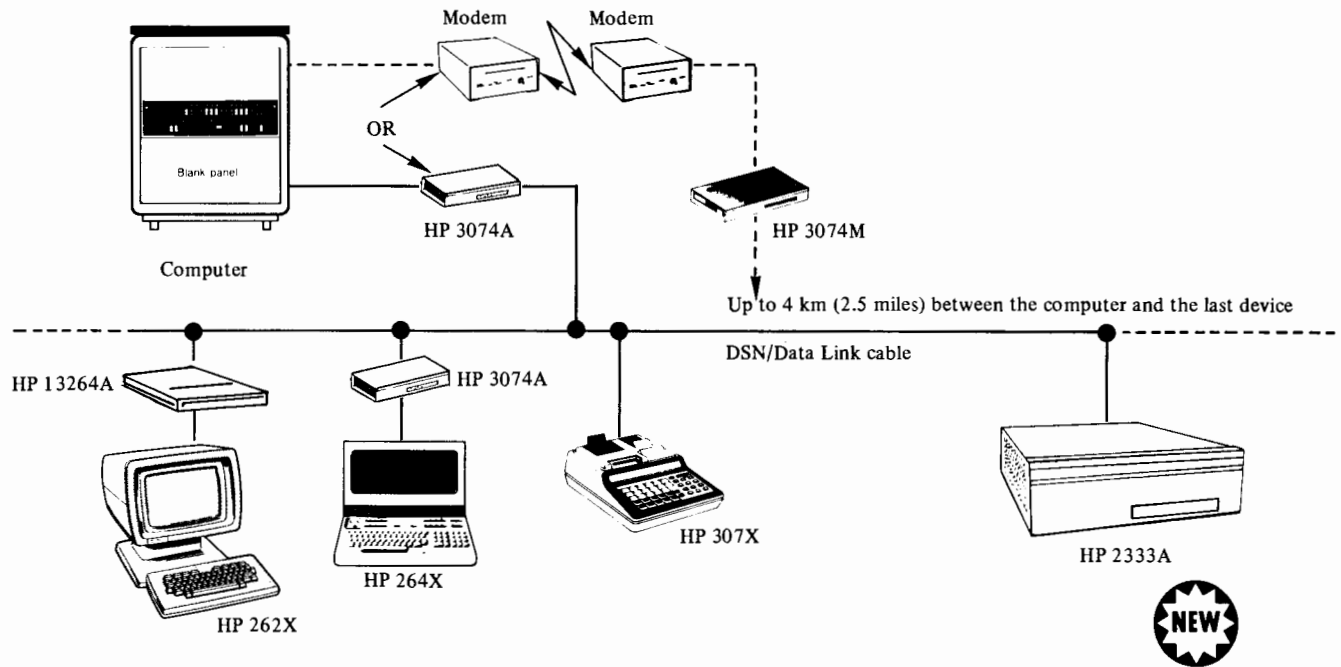 Modem
Modem
OR
Blank panel
HP 3074A
HP 3074M
Computer
Up to 4 km (2.5 miles) between the computer and the last device
DSN/Data Link cable
HP 13264A
HP 3074A
HP 307X
HP 2333A
HP 264X
HP 262X
NEW